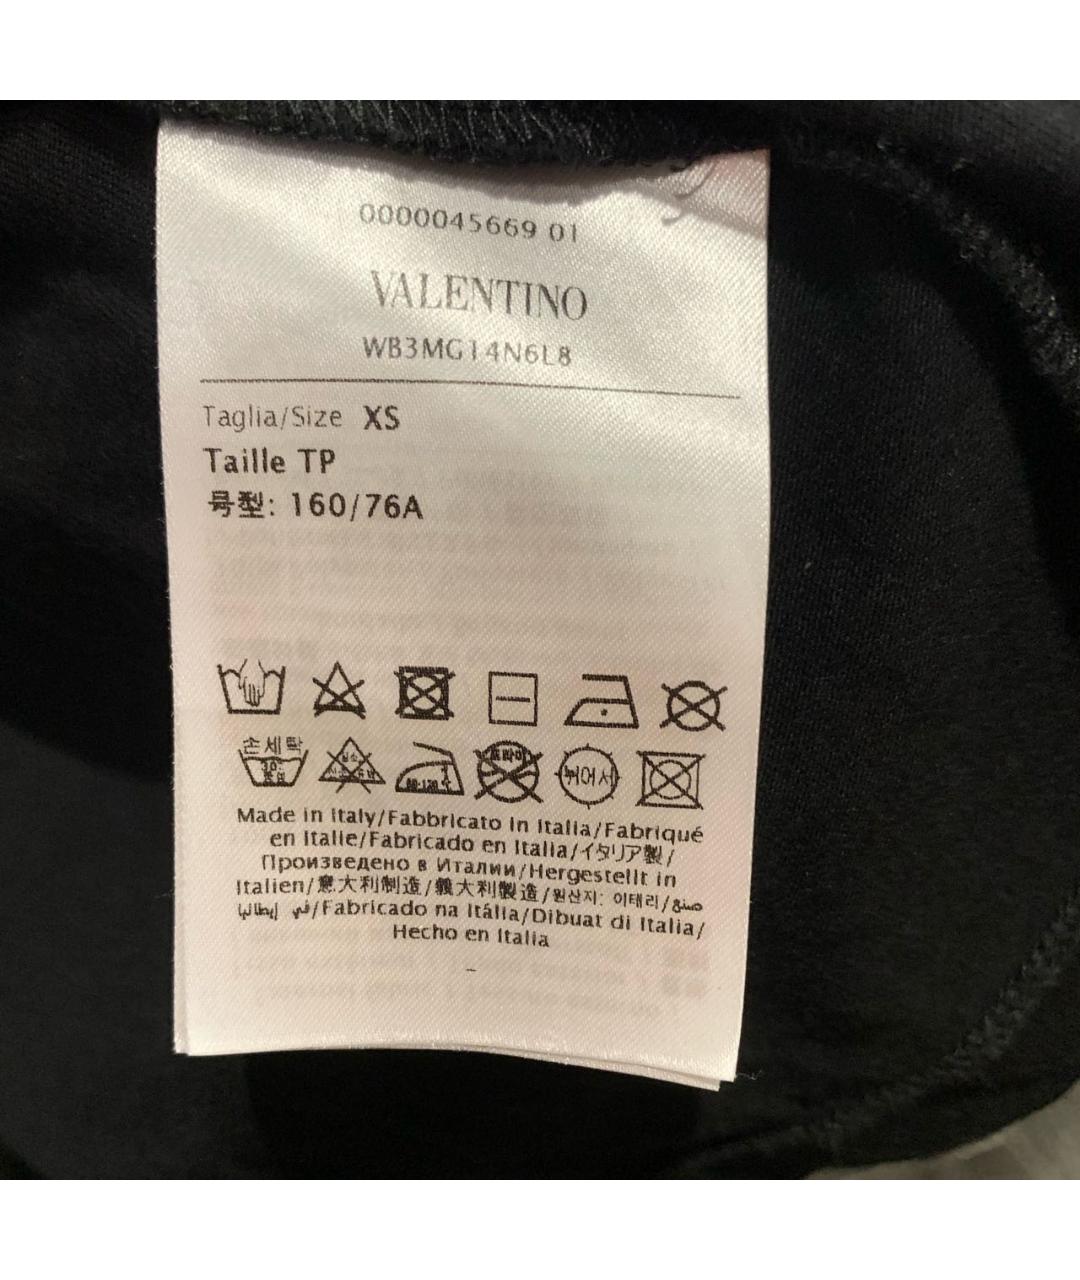 0000045669 01
VALENTINO
WB3MG14N6L8
Taglia/Size XS
Taille TP
号型: 160/76A
손세탁
Made in Italy/Fabbricato in Italia/Fabriqué
en Italie/Fabricado en Italia/イタリア製/
Произведено в Италии/Hergestellt in
Italien/意大利制造/義大利製造/원산지: 이태리/صنع
في إيطاليا/Fabricado na Itália/Dibuat di Italia/
Hecho en Italia